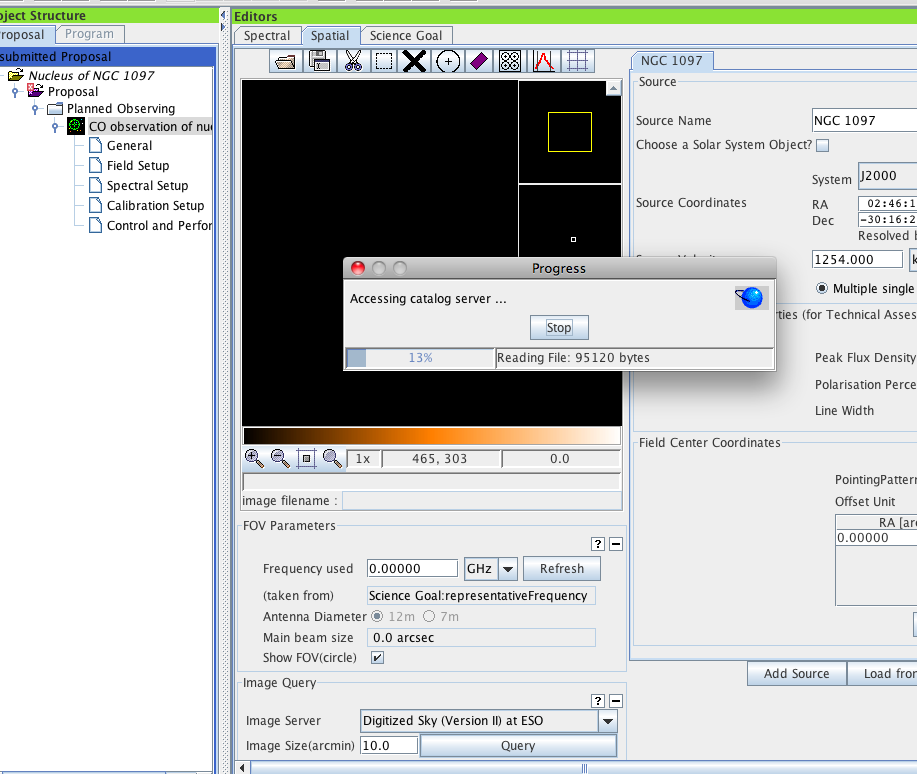 oject Structure
Proposal Program
submitted Proposal
Nucleus of NGC 1097
Proposal
Planned Observing
CO observation of nuc
General
Field Setup
Spectral Setup
Calibration Setup
Control and Perfor
Editors
Spectral Spatial Science Goal
Progress
Accessing catalog server ...
Stop
13% Reading File: 95120 bytes
1x 465, 303 0.0
image filename :
FOV Parameters
? −
Frequency used 0.00000 GHz Refresh
(taken from) Science Goal:representativeFrequency
Antenna Diameter 12m 7m
Main beam size 0.0 arcsec
Show FOV(circle)
Image Query
? −
Image Server Digitized Sky (Version II) at ESO
Image Size(arcmin) 10.0 Query
NGC 1097
Source
Source Name NGC 1097
Choose a Solar System Object?
System J2000
Source Coordinates RA 02:46:1
Dec -30:16:2
Resolved b
1254.000 k
Multiple single
rties (for Technical Asses
Peak Flux Density
Polarisation Perce
Line Width
Field Center Coordinates
PointingPattern
Offset Unit
RA [arc
0.00000
Add Source Load from